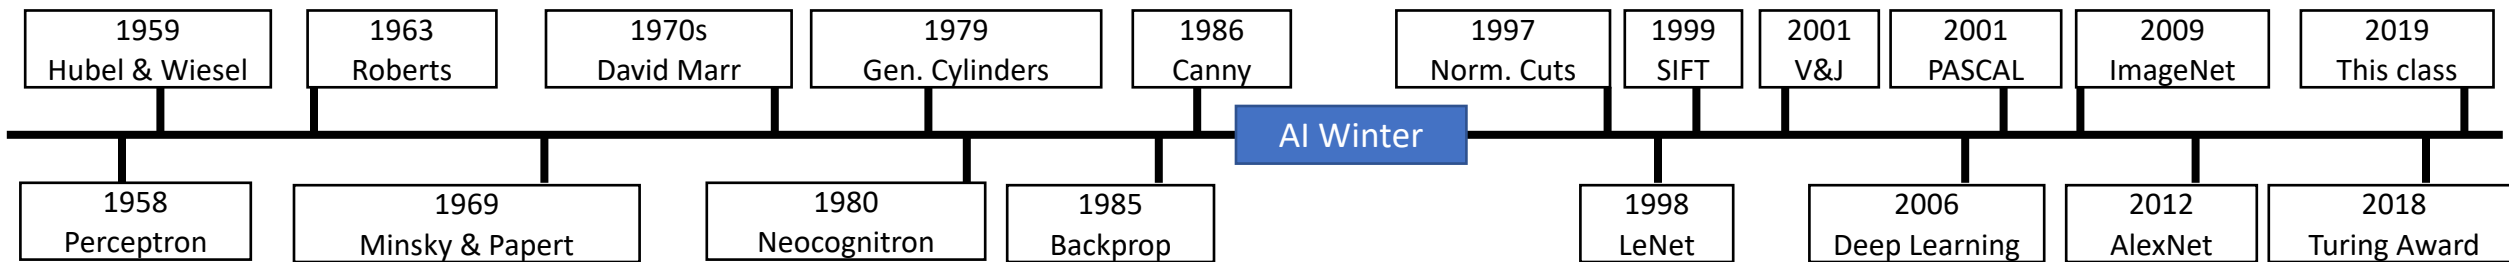 1959
Hubel & Wiesel
1963
Roberts
1970s
David Marr
1979
Gen. Cylinders
1986
Canny
1997
Norm. Cuts
1999
SIFT
2001
V&J
2001
PASCAL
2009
ImageNet
2019
This class
AI Winter
1958
Perceptron
1969
Minsky & Papert
1980
Neocognitron
1985
Backprop
1998
LeNet
2006
Deep Learning
2012
AlexNet
2018
Turing Award